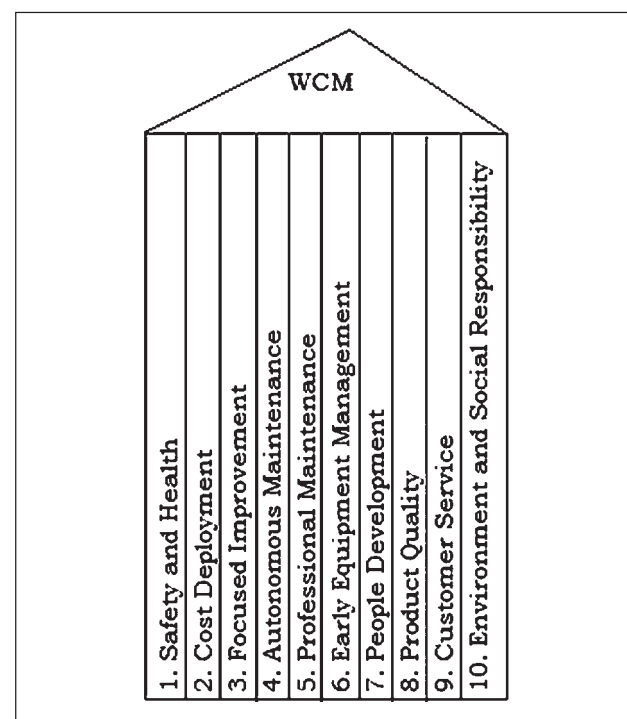 WCM
1. Safety and Health
2. Cost Deployment
3. Focused Improvement
4. Autonomous Maintenance
5. Professional Maintenance
6. Early Equipment Management
7. People Development
8. Product Quality
9. Customer Service
10. Environment and Social Responsibility